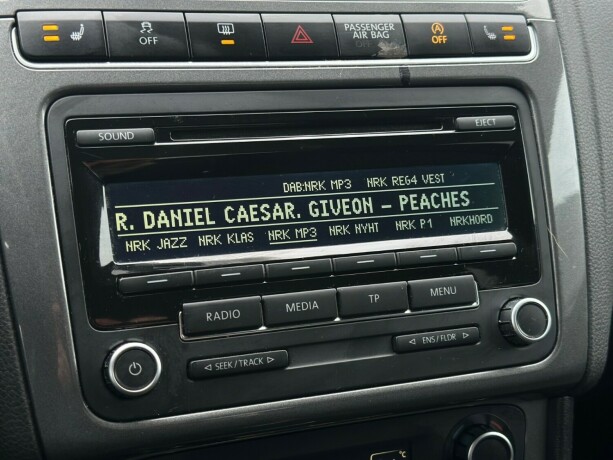 OFF
PASSENGER
AIR BAG
OFF
SOUND
EJECT
DAB:NRK MP3 NRK REG4 VEST
R. DANIEL CAESAR. GIVEON – PEACHES
NRK JAZZ NRK KLAS NRK MP3 NRK NYHT NRK P1 NRKHORD
RADIO
MEDIA
TP
MENU
SEEK / TRACK
ENS / FLDR
°C